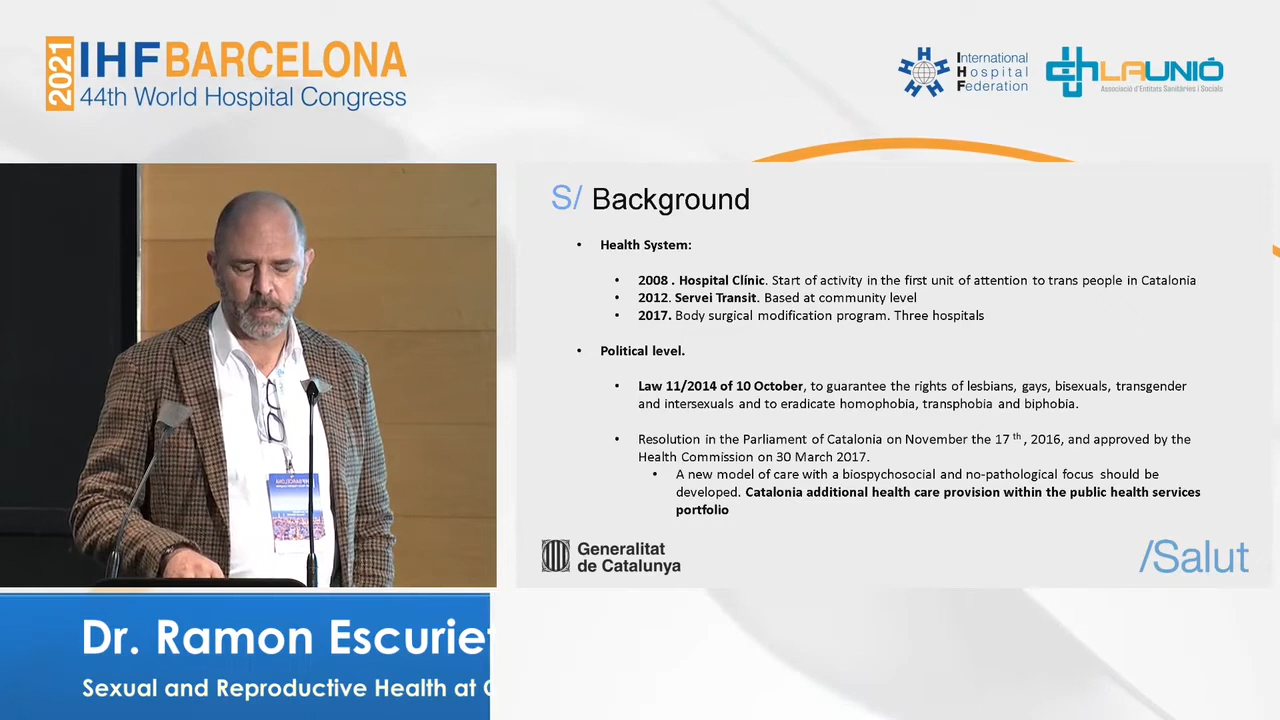 2021
IHF BARCELONA
44th World Hospital Congress
International
Hospital
Federation
LAUNIÓ
Associació d'Entitats Sanitàries i Socials
S/ Background
• Health System:
• 2008 . Hospital Clínic. Start of activity in the first unit of attention to trans people in Catalonia
• 2012. Servei Transit. Based at community level
• 2017. Body surgical modification program. Three hospitals
• Political level.
• Law 11/2014 of 10 October, to guarantee the rights of lesbians, gays, bisexuals, transgender
and intersexuals and to eradicate homophobia, transphobia and biphobia.
• Resolution in the Parliament of Catalonia on November the 17 th , 2016, and approved by the
Health Commission on 30 March 2017.
• A new model of care with a biopsychosocial and no-pathological focus should be
developed. Catalonia additional health care provision within the public health services
portfolio
Generalitat
de Catalunya
/Salut
Dr. Ramon Escuriet
Sexual and Reproductive Health at